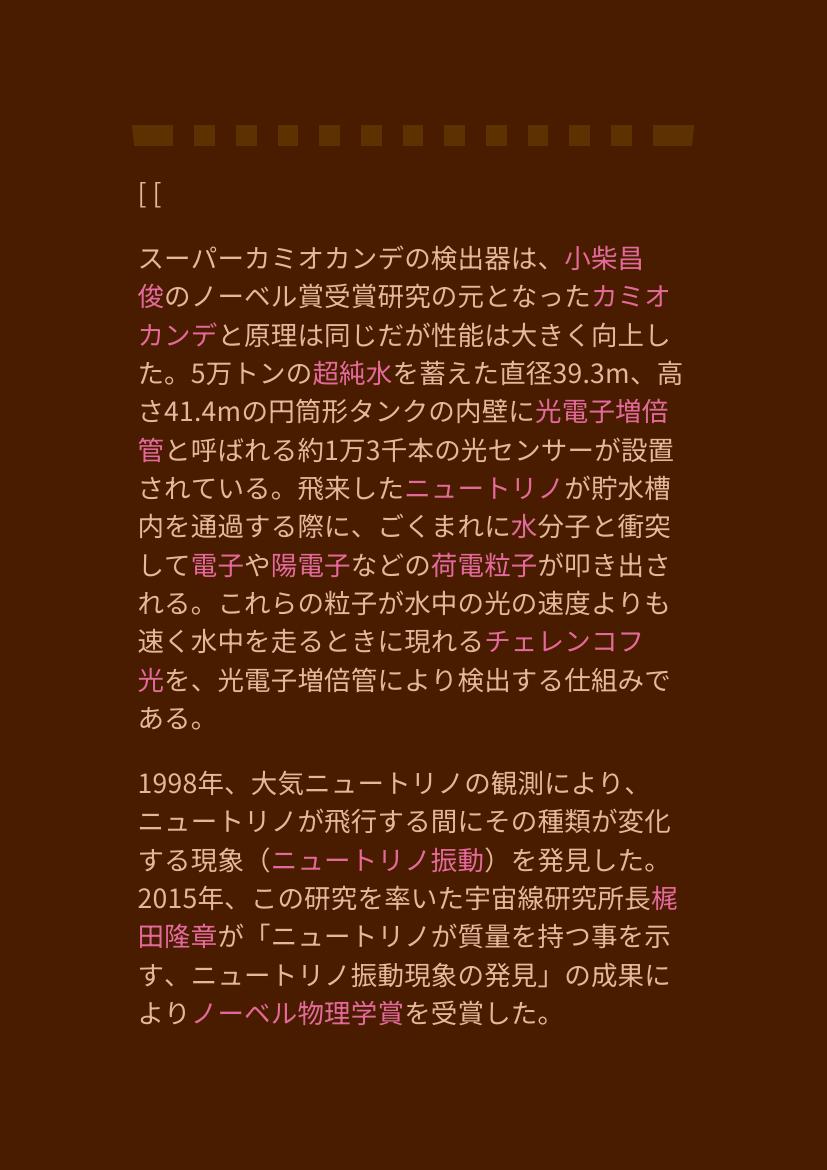 [ [
スーパーカミオカンデの検出器は、小柴昌
俊のノーベル賞受賞研究の元となったカミオ
カンデと原理は同じだが性能は大きく向上し
た。5万トンの超純水を蓄えた直径39.3m、高
さ41.4mの円筒形タンクの内壁に光電子増倍
管と呼ばれる約1万3千本の光センサーが設置
されている。飛来したニュートリノが貯水槽
内を通過する際に、ごくまれに水分子と衝突
して電子や陽電子などの荷電粒子が叩き出さ
れる。これらの粒子が水中の光の速度よりも
速く水中を走るときに現れるチェレンコフ
光を、光電子増倍管により検出する仕組みで
ある。
1998年、大気ニュートリノの観測により、
ニュートリノが飛行する間にその種類が変化
する現象（ニュートリノ振動）を発見した。
2015年、この研究を率いた宇宙線研究所長梶
田隆章が「ニュートリノが質量を持つ事を示
す、ニュートリノ振動現象の発見」の成果に
よりノーベル物理学賞を受賞した。